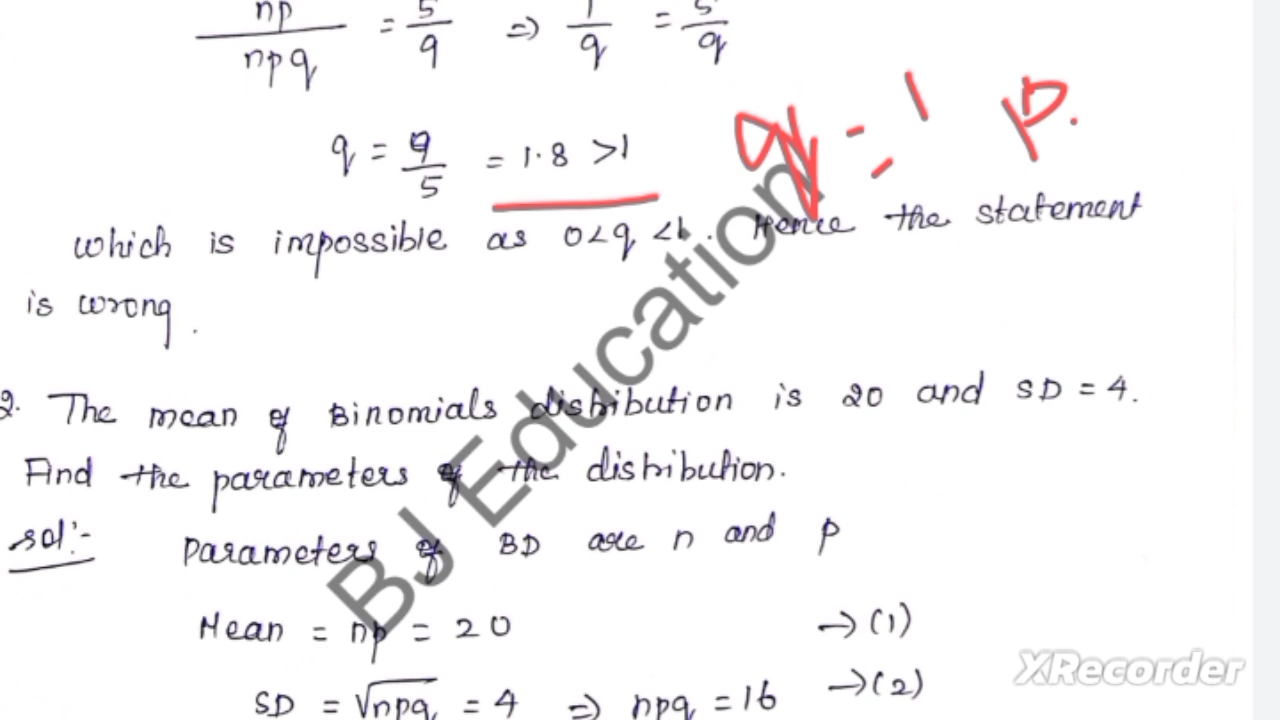 np / npq = 5/9 ⇒ 1/q = 5/9
q = 9/5 = 1.8 >1
q = 1 p.
which is impossible as 0<q<1. Hence the statement
is wrong.
2. The mean of Binomials distribution is 20 and SD = 4.
Find the parameters of the distribution.
sol:-
Parameters of BD are n and p
Mean = np = 20 →(1)
SD = √npq = 4 ⇒ npq = 16 →(2)
BJ Education
XRecorder